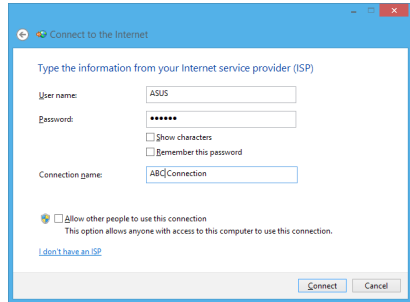 Connect to the Internet
Type the information from your Internet service provider (ISP)
User name:
ASUS
Password:
••••••
Show characters
Remember this password
Connection name:
ABC Connection
Allow other people to use this connection
This option allows anyone with access to this computer to use this connection.
I don't have an ISP
Connect
Cancel